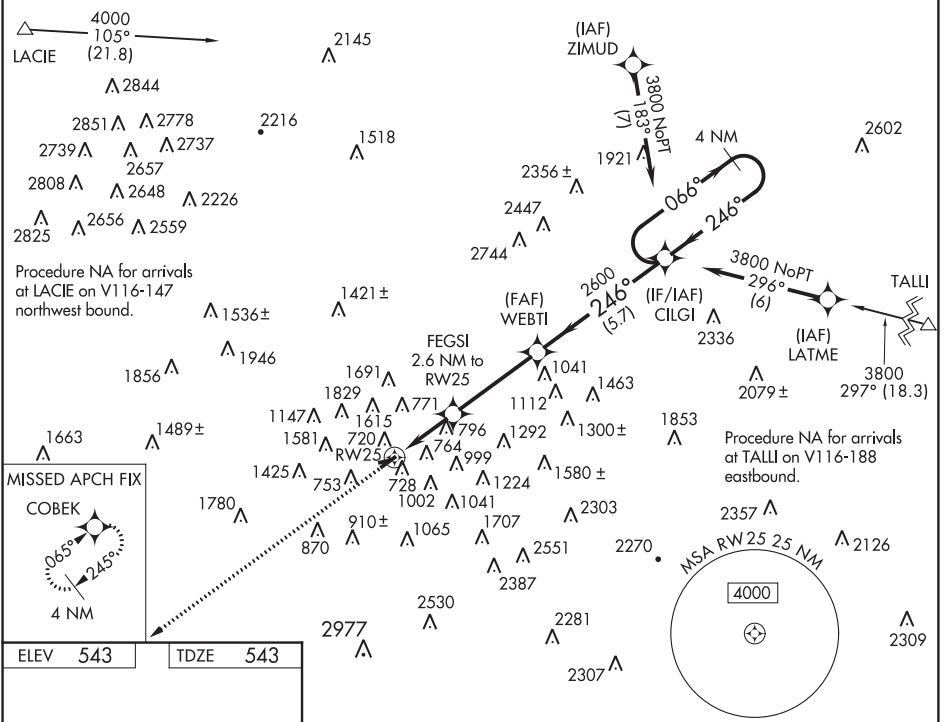 4000
105°
(21.8)
LACIE
2145
(IAF)
ZIMUD
3800 NoPT
183°
(7)
2844
2851
2778
2216
2739
2657
2737
1518
1921
4 NM
2602
2808
2648
2226
2356 ±
066°
246°
2825
2656
2559
2447
2744
Procedure NA for arrivals
at LACIE on V116-147
northwest bound.
2600
246°
(5.7)
(IF/IAF)
CILGI
3800 NoPT
296°
(6)
TALLI
1536±
1421±
(FAF)
WEBTI
2336
(IAF)
LATME
3800
297° (18.3)
1946
1856
FEGSI
2.6 NM to
RW25
1041
1691
1463
2079±
1829
771
1112
1147
1615
796
1300±
1853
1663
1489±
1581
720
764
1292
Procedure NA for arrivals
at TALLI on V116-188
eastbound.
RW25
1425
753
728
999
1580 ±
1002
1224
MISSED APCH FIX
COBEK
065°
245°
4 NM
1780
1041
2303
2357
870
910±
1065
1707
2126
2551
2270
2387
MSA RW25 25 NM
4000
2530
2977
2281
2309
2307
ELEV 543
TDZE 543